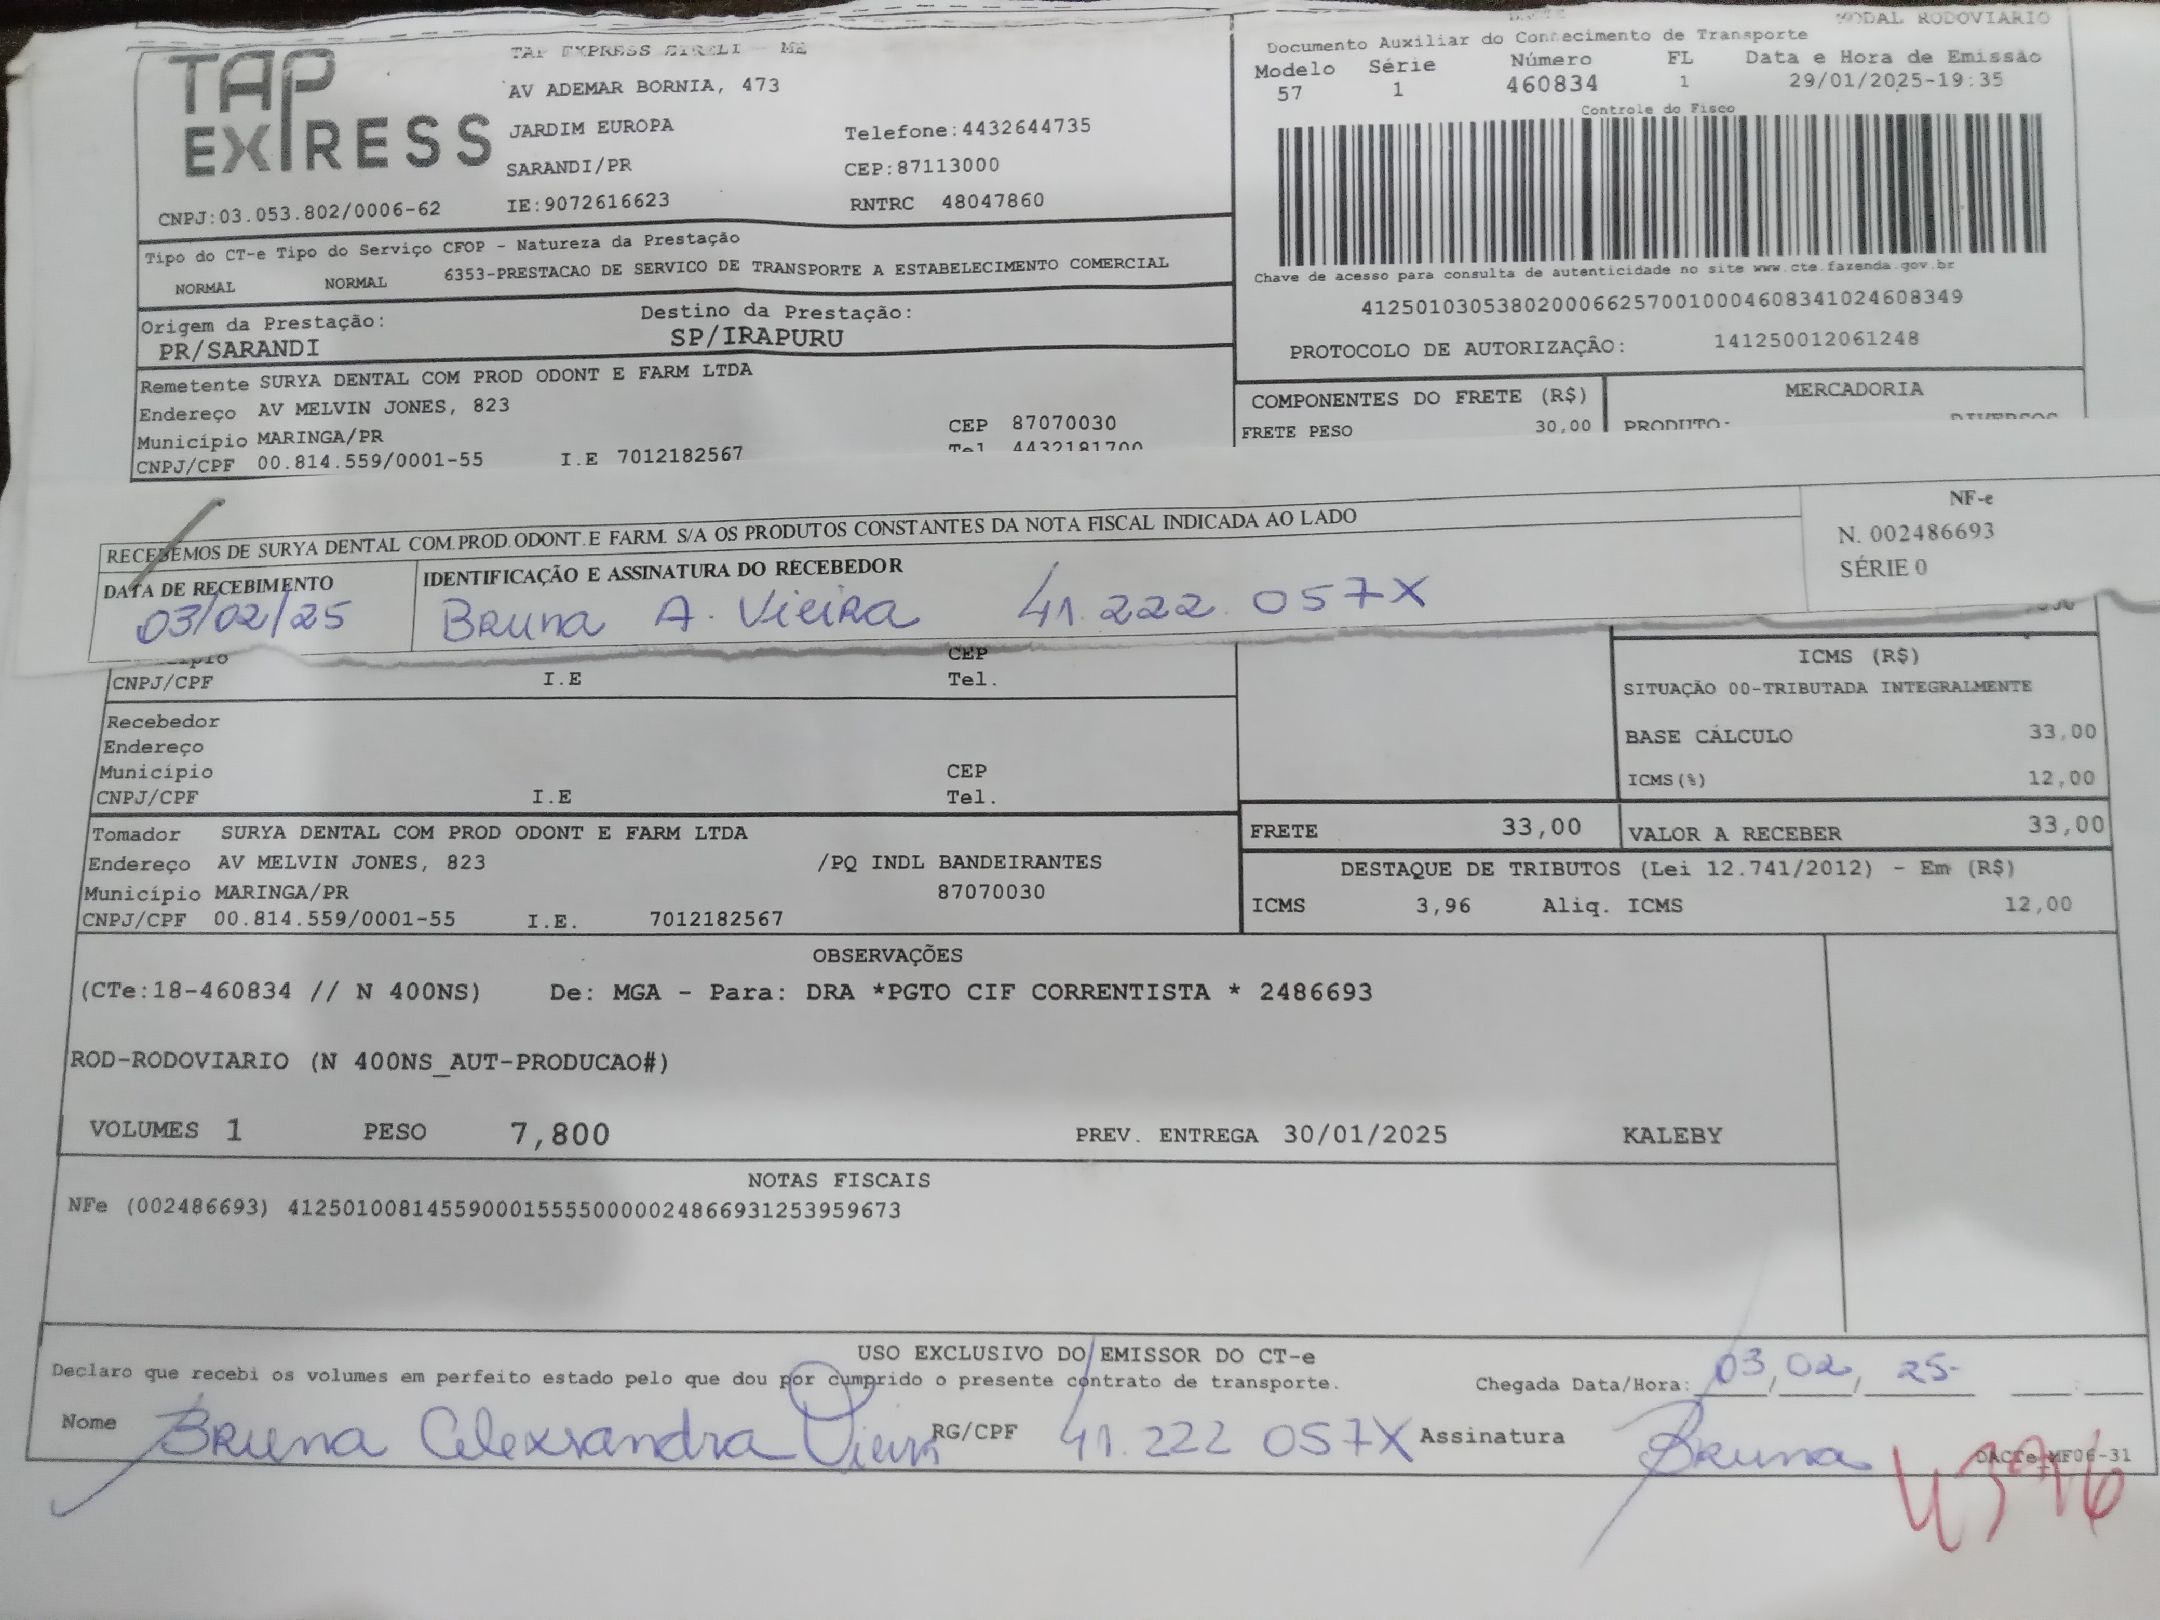 TAP EXPRESS
TAP EXPRESS EIRELI - ME
AV ADEMAR BORNIA, 473
JARDIM EUROPA Telefone:4432644735
SARANDI/PR CEP:87113000
CNPJ:03.053.802/0006-62 IE:9072616623 RNTRC 48047860
MODAL RODOVIARIO
Documento Auxiliar do Conhecimento de Transporte
Modelo Série Número FL Data e Hora de Emissão
57 1 460834 1 29/01/2025-19:35
Controle do Fisco
Chave de acesso para consulta de autenticidade no site www.cte.fazenda.gov.br
41250103053802000662570010004608341024608349
PROTOCOLO DE AUTORIZAÇÃO: 141250012061248
Tipo do CT-e Tipo do Serviço CFOP - Natureza da Prestação
NORMAL NORMAL 6353-PRESTACAO DE SERVICO DE TRANSPORTE A ESTABELECIMENTO COMERCIAL
Origem da Prestação: Destino da Prestação:
PR/SARANDI SP/IRAPURU
Remetente SURYA DENTAL COM PROD ODONT E FARM LTDA
Endereço AV MELVIN JONES, 823
Município MARINGA/PR CEP 87070030
CNPJ/CPF 00.814.559/0001-55 I.E 7012182567 Tel 4432181700
COMPONENTES DO FRETE (R$) MERCADORIA
FRETE PESO 30,00 PRODUTO- DIVERSOS
RECEBEMOS DE SURYA DENTAL COM.PROD.ODONT.E FARM. S/A OS PRODUTOS CONSTANTES DA NOTA FISCAL INDICADA AO LADO
DATA DE RECEBIMENTO IDENTIFICAÇÃO E ASSINATURA DO RECEBEDOR
03/02/25 Bruna A. Vieira 41.222.057X
NF-e
N. 002486693
SÉRIE 0
CEP
CNPJ/CPF I.E Tel.
Recebedor
Endereço
Município CEP
CNPJ/CPF I.E Tel.
ICMS (R$)
SITUAÇÃO 00-TRIBUTADA INTEGRALMENTE
BASE CÁLCULO 33,00
ICMS(%) 12,00
Tomador SURYA DENTAL COM PROD ODONT E FARM LTDA
Endereço AV MELVIN JONES, 823 /PQ INDL BANDEIRANTES
Município MARINGA/PR 87070030
CNPJ/CPF 00.814.559/0001-55 I.E. 7012182567
FRETE 33,00 VALOR A RECEBER 33,00
DESTAQUE DE TRIBUTOS (Lei 12.741/2012) - Em (R$)
ICMS 3,96 Aliq. ICMS 12,00
OBSERVAÇÕES
(CTe:18-460834 // N 400NS) De: MGA - Para: DRA *PGTO CIF CORRENTISTA * 2486693
ROD-RODOVIARIO (N 400NS_AUT-PRODUCAO#)
VOLUMES 1 PESO 7,800 PREV. ENTREGA 30/01/2025 KALEBY
NOTAS FISCAIS
NFe (002486693) 41250100814559000155550000024866931253959673
USO EXCLUSIVO DO EMISSOR DO CT-e
Declaro que recebi os volumes em perfeito estado pelo que dou por cumprido o presente contrato de transporte. Chegada Data/Hora: 03/02/25
Nome Bruna Alexsandra Vieira RG/CPF 41.222 057X Assinatura Bruna
DACTe_MF06-31